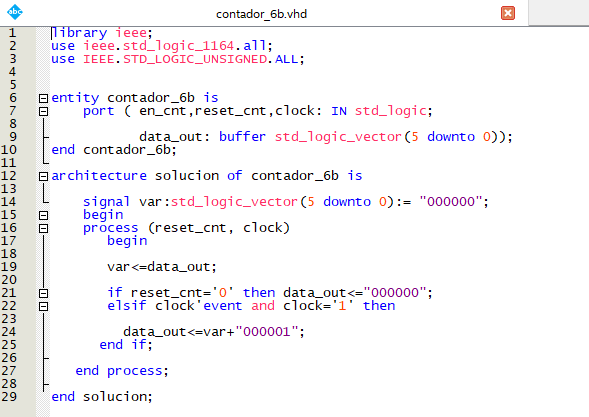 abc contador_6b.vhd
1 library ieee;
2 use ieee.std_logic_1164.all;
3 use IEEE.STD_LOGIC_UNSIGNED.ALL;
4
5
6 entity contador_6b is
7 port ( en_cnt,reset_cnt,clock: IN std_logic;
8
9 data_out: buffer std_logic_vector(5 downto 0));
10 end contador_6b;
11
12 architecture solucion of contador_6b is
13
14 signal var:std_logic_vector(5 downto 0):= "000000";
15 begin
16 process (reset_cnt, clock)
17 begin
18
19 var<=data_out;
20
21 if reset_cnt='0' then data_out<="000000";
22 elsif clock'event and clock='1' then
23
24 data_out<=var+"000001";
25 end if;
26
27 end process;
28
29 end solucion;